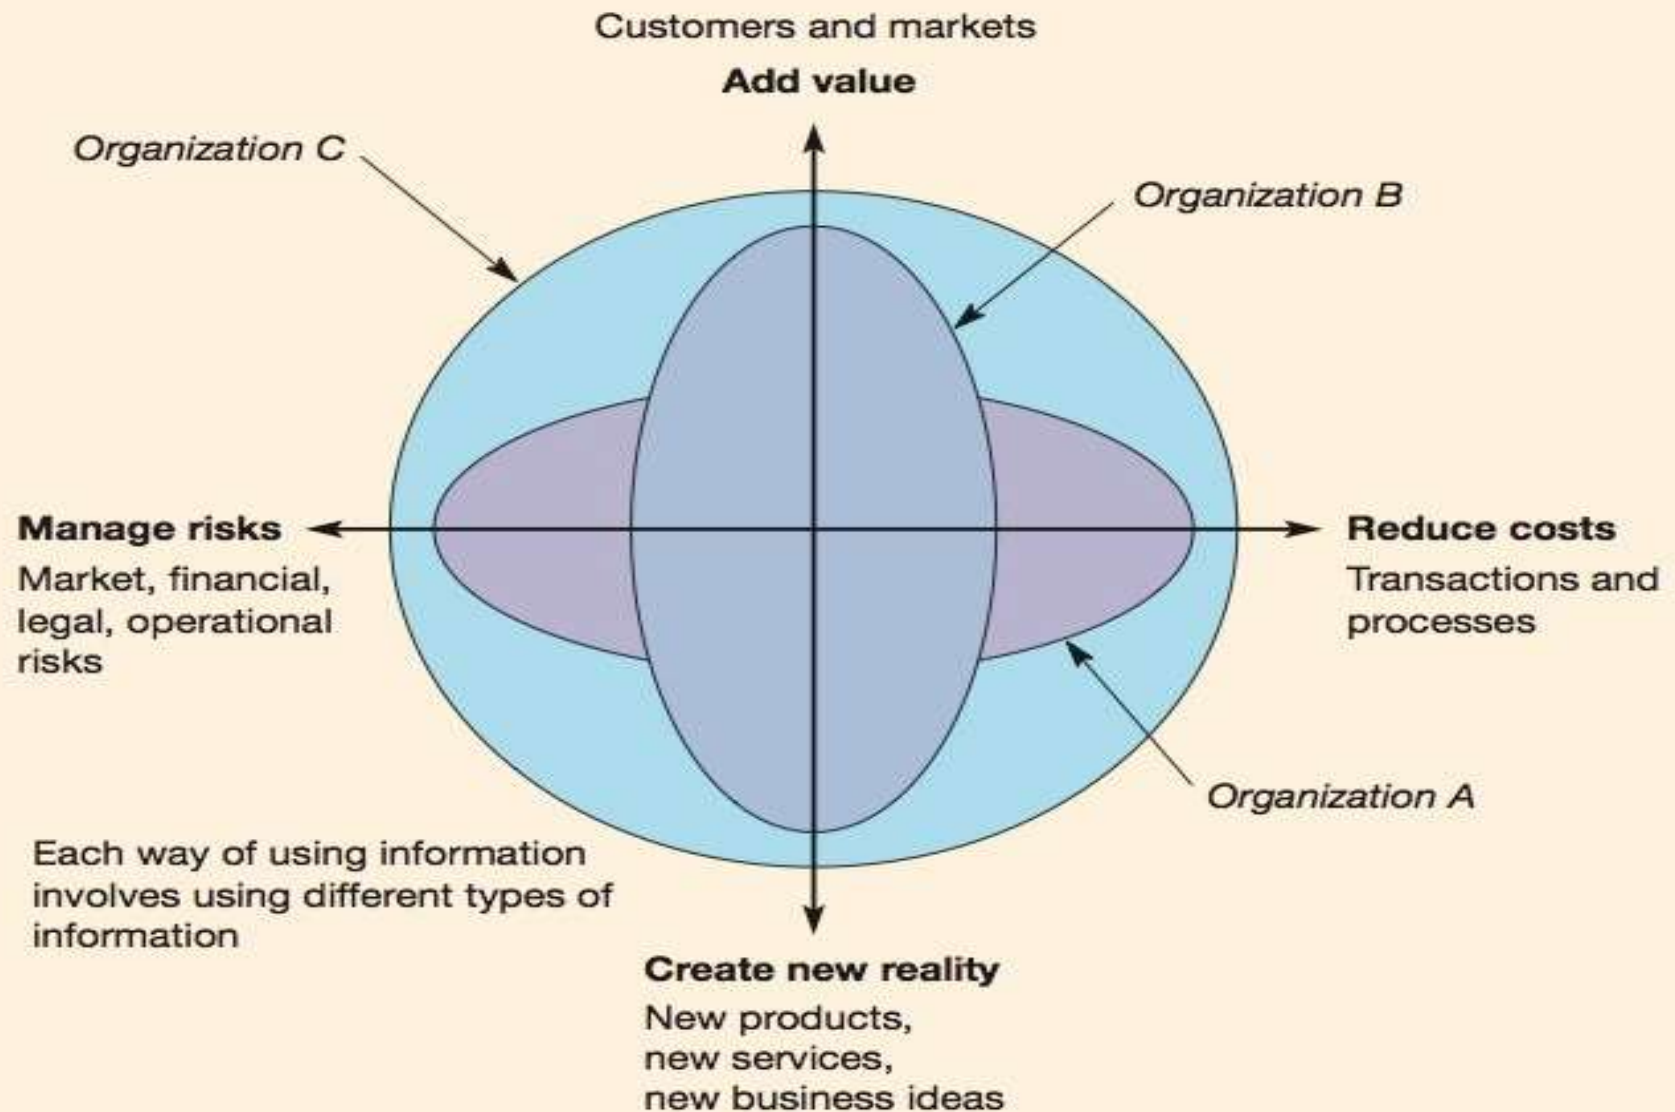 Customers and markets
Add value
Organization C
Organization B
Manage risks
Market, financial,
legal, operational
risks
Reduce costs
Transactions and
processes
Organization A
Each way of using information
involves using different types of
information
Create new reality
New products,
new services,
new business ideas